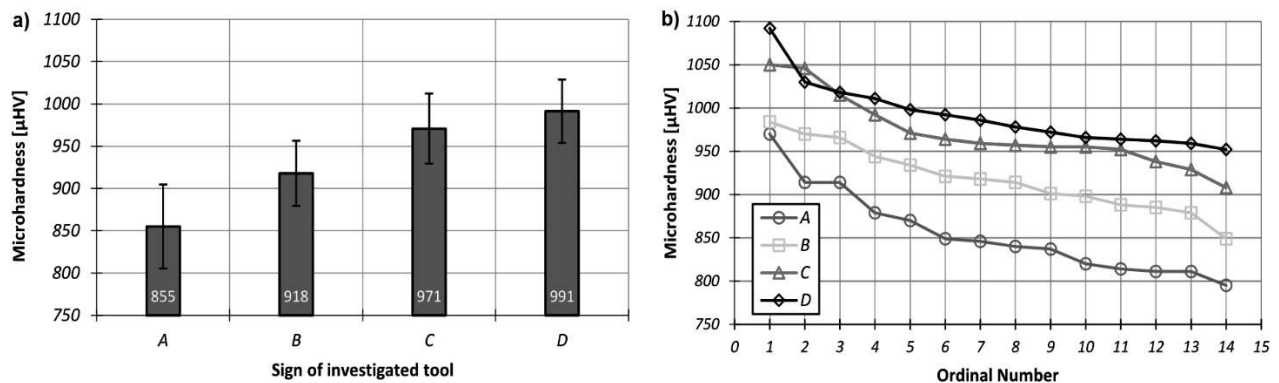 a)
Microhardness [µHV]
1100
1050
1000
950
900
850
800
750
855
918
971
991
A B C D
Sign of investigated tool
b)
Microhardness [µHV]
1100
1050
1000
950
900
850
800
750
A
B
C
D
0 1 2 3 4 5 6 7 8 9 10 11 12 13 14 15
Ordinal Number